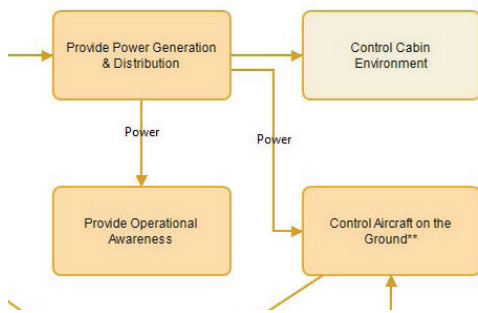 Provide Power Generation
& Distribution
Control Cabin
Environment
Power
Power
Provide Operational
Awareness
Control Aircraft on the
Ground**